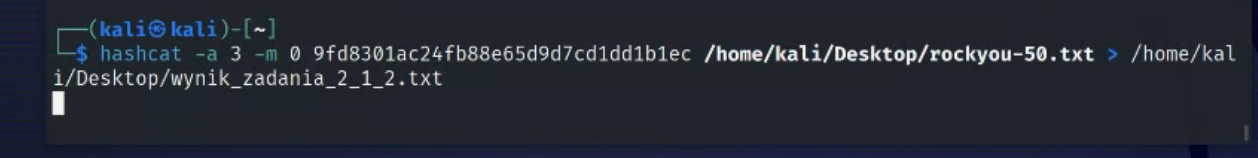 ┌──(kali㉿kali)-[~]
└─$ hashcat -a 3 -m 0 9fd8301ac24fb88e65d9d7cd1dd1b1ec /home/kali/Desktop/rockyou-50.txt > /home/kal
i/Desktop/wynik_zadania_2_1_2.txt